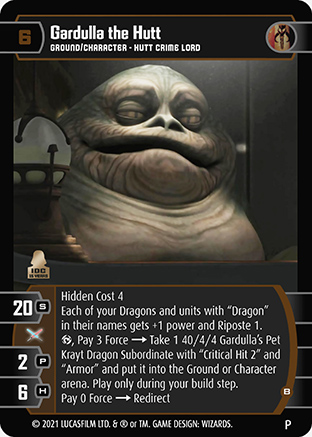 6
Gardulla the Hutt
GROUND/CHARACTER - HUTT CRIME LORD
IDC
20 S
2 P
6 H
Hidden Cost 4
Each of your Dragons and units with “Dragon”
in their names gets +1 power and Riposte 1.
, Pay 3 Force → Take 1 40/4/4 Gardulla’s Pet
Krayt Dragon Subordinate with “Critical Hit 2” and
“Armor” and put it into the Ground or Character
arena. Play only during your build step.
Pay 0 Force → Redirect
B
© 2021 LUCASFILM LTD. & ® or TM. GAME DESIGN: WIZARDS.
P